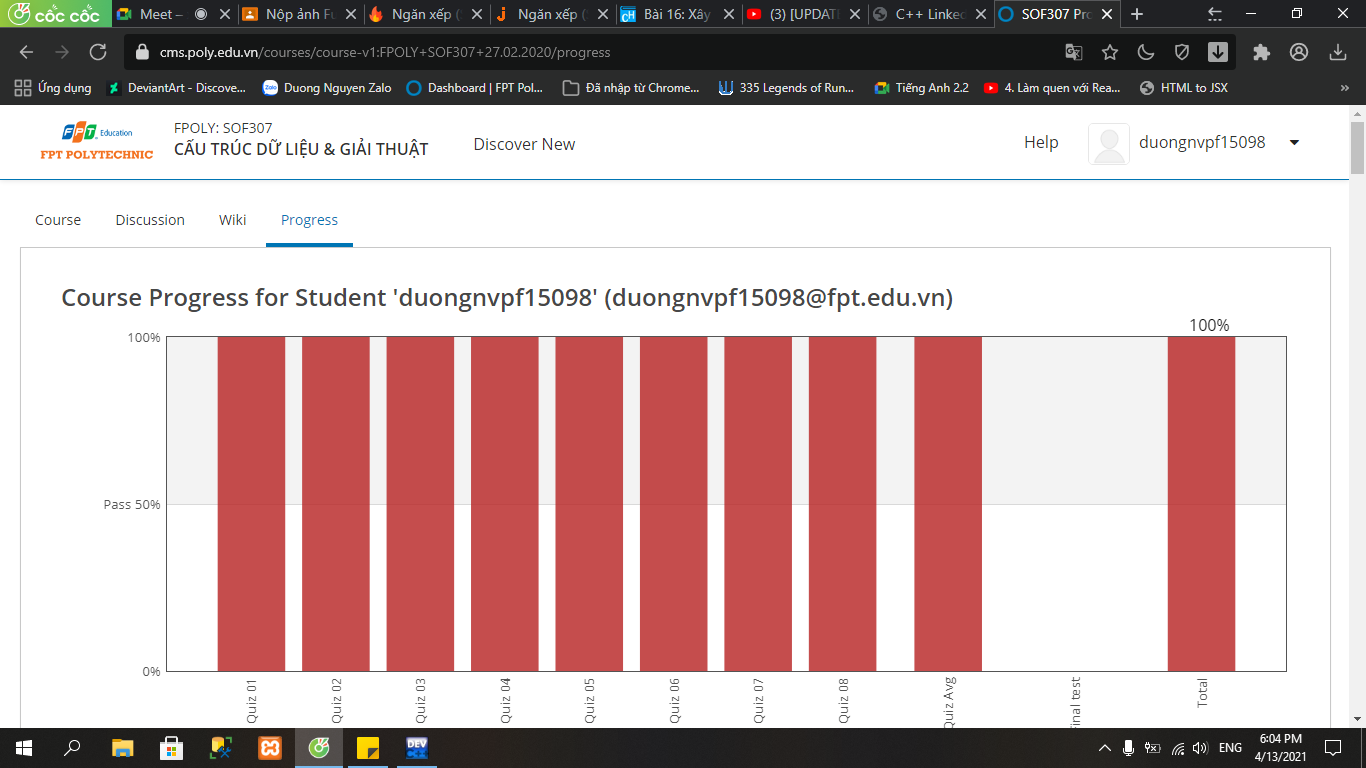 cốc cốc
Meet –
Nộp ảnh Fu
Ngăn xếp (
Ngăn xếp (
Bài 16: Xây
(3) [UPDATE
C++ Linke
SOF307 Pro
cms.poly.edu.vn/courses/course-v1:FPOLY+SOF307+27.02.2020/progress
Ứng dụng
DeviantArt - Discove...
Zalo
Duong Nguyen Zalo
Dashboard | FPT Pol...
Đã nhập từ Chrome...
335 Legends of Run...
Tiếng Anh 2.2
4. Làm quen với Rea...
HTML to JSX
»
FPT Education
FPT POLYTECHNIC
FPOLY: SOF307
CẤU TRÚC DỮ LIỆU & GIẢI THUẬT
Discover New
Help
duongnvpf15098
Course
Discussion
Wiki
Progress
Course Progress for Student 'duongnvpf15098' (duongnvpf15098@fpt.edu.vn)
100%
100%
Pass 50%
0%
Quiz 01
Quiz 02
Quiz 03
Quiz 04
Quiz 05
Quiz 06
Quiz 07
Quiz 08
Quiz Avg
inal test
Total
DEV
C++
ENG
6:04 PM
4/13/2021